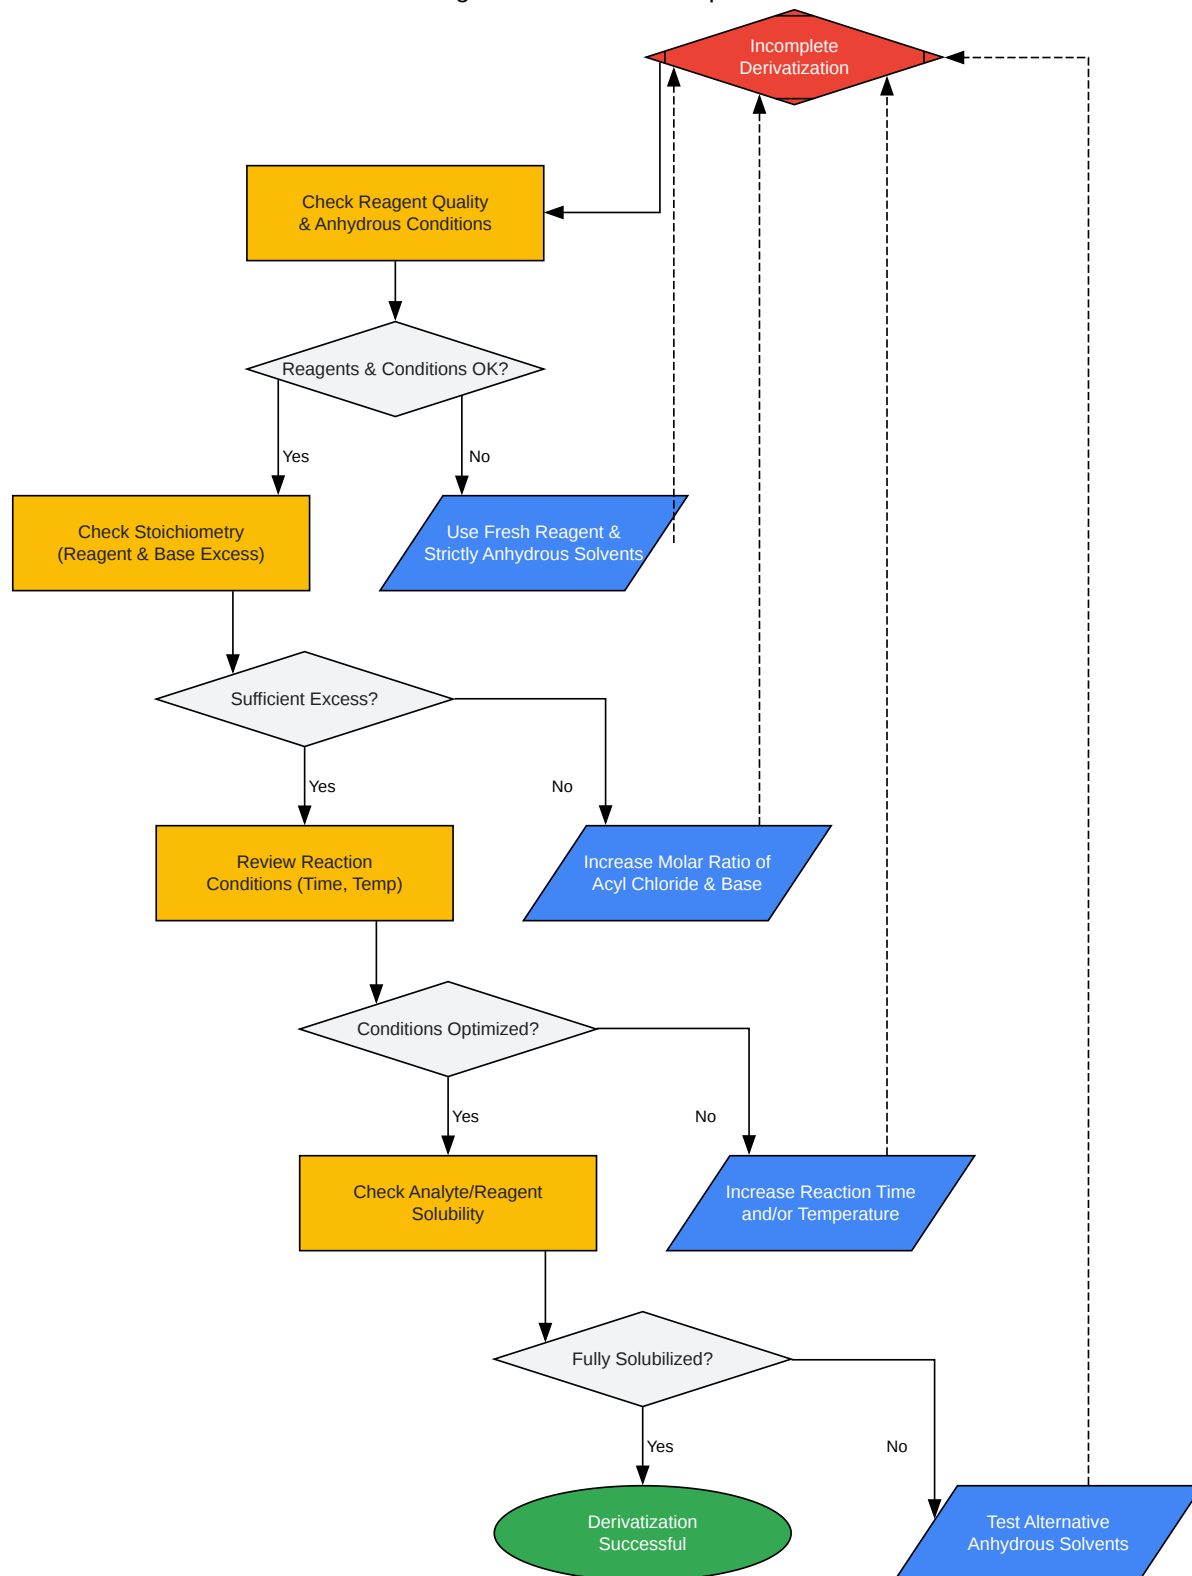 Incomplete
Derivatization
Check Reagent Quality
& Anhydrous Conditions
Reagents & Conditions OK?
Yes
No
Check Stoichiometry
(Reagent & Base Excess)
Use Fresh Reagent &
Strictly Anhydrous Solvents
Sufficient Excess?
Yes
No
Review Reaction
Conditions (Time, Temp)
Increase Molar Ratio of
Acyl Chloride & Base
Conditions Optimized?
Yes
No
Check Analyte/Reagent
Solubility
Increase Reaction Time
and/or Temperature
Fully Solubilized?
Yes
No
Derivatization
Successful
Test Alternative
Anhydrous Solvents